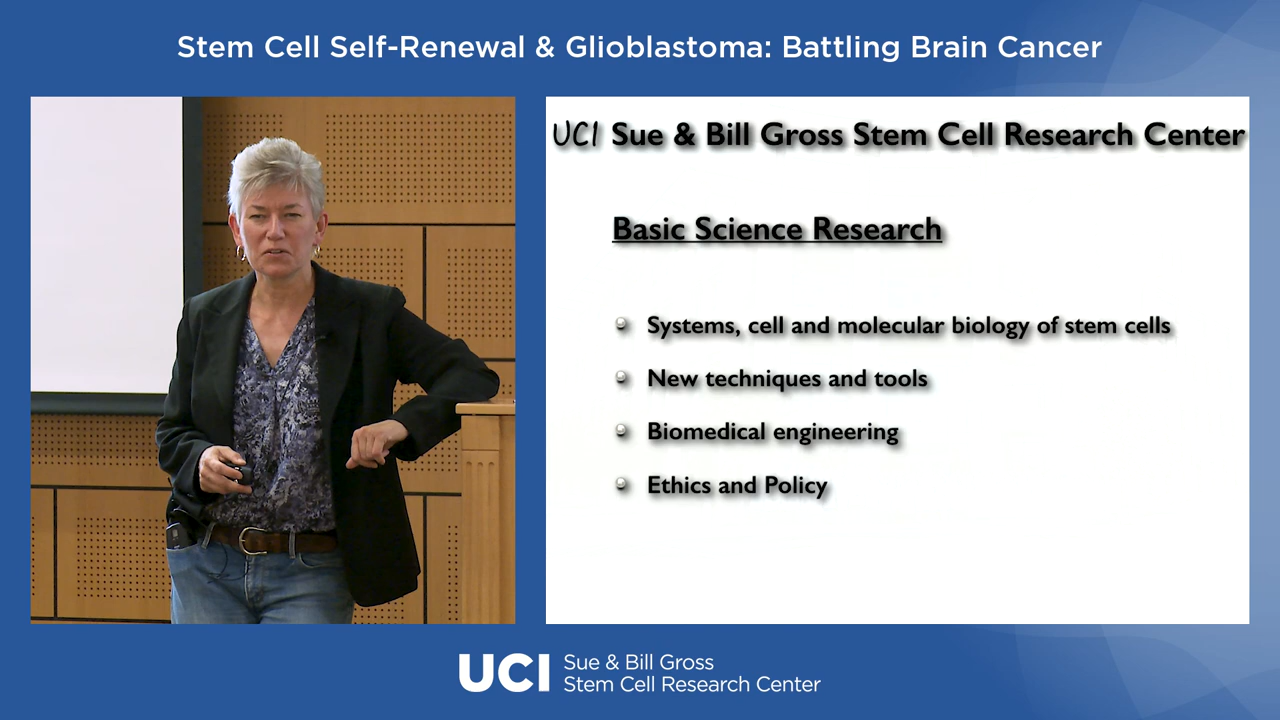 Stem Cell Self-Renewal & Glioblastoma: Battling Brain Cancer
UCI Sue & Bill Gross Stem Cell Research Center
Basic Science Research
Systems, cell and molecular biology of stem cells
New techniques and tools
Biomedical engineering
Ethics and Policy
UCI Sue & Bill Gross
Stem Cell Research Center